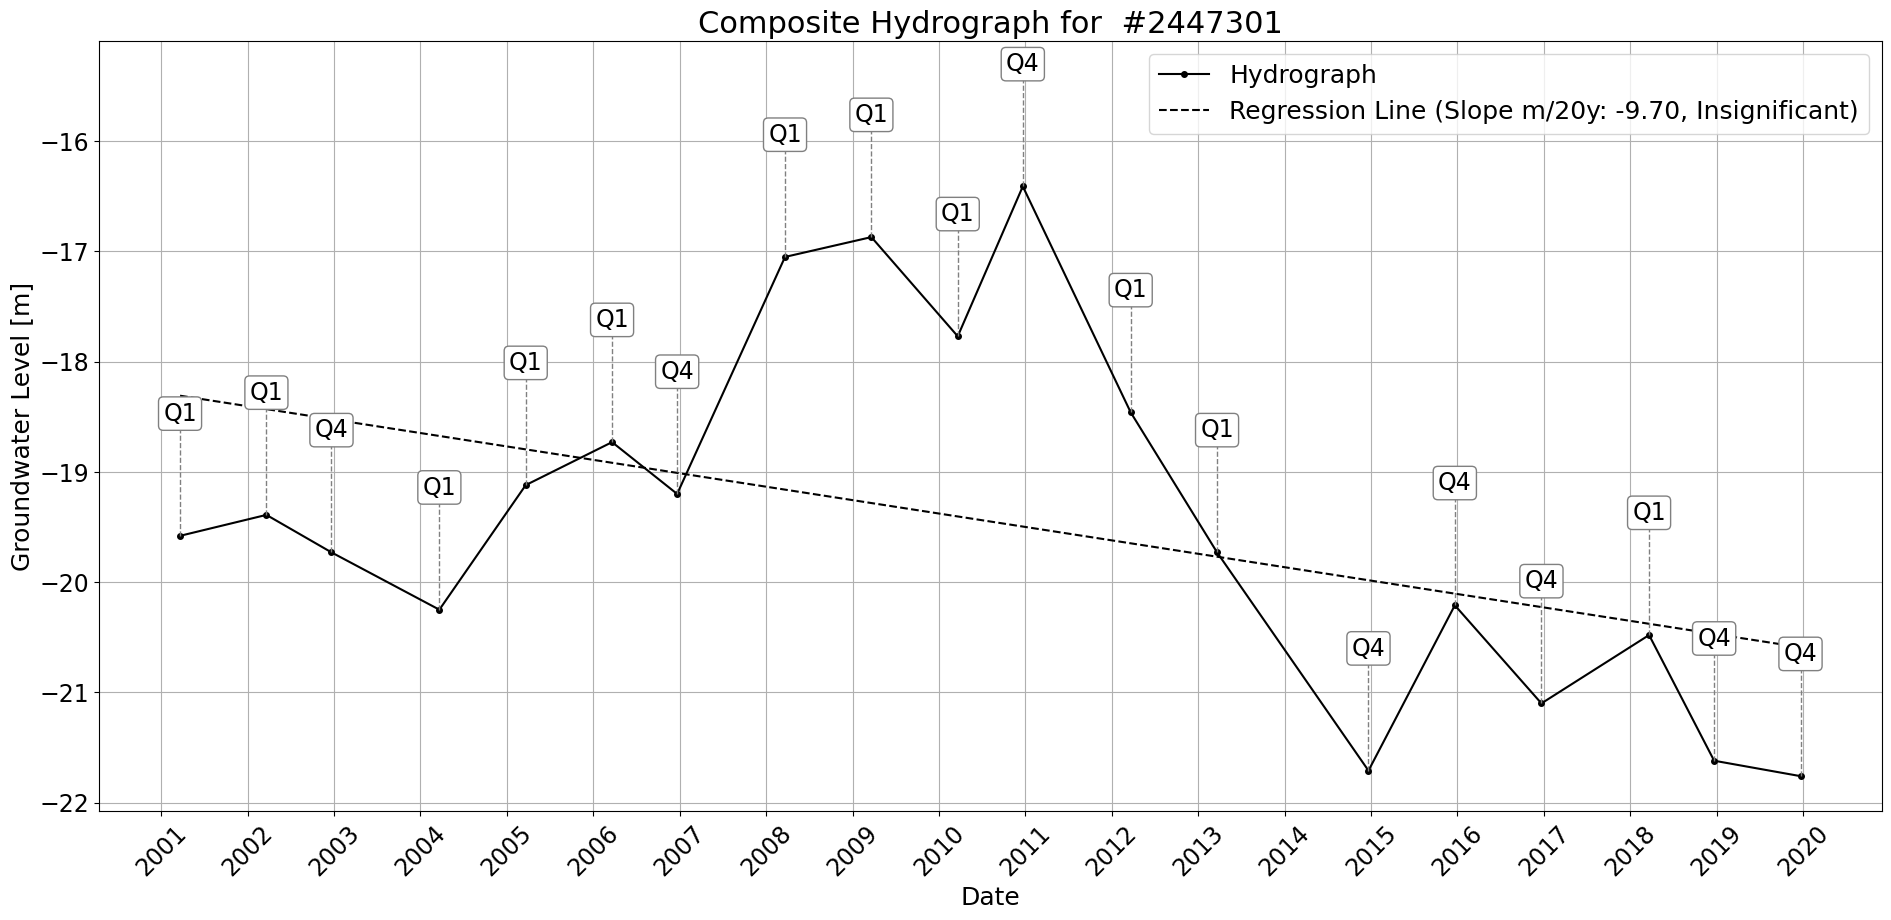 Composite Hydrograph for  #2447301
Hydrograph
Regression Line (Slope m/20y: -9.70, Insignificant)
Groundwater Level [m]
−16
−17
−18
−19
−20
−21
−22
Q1
Q1
Q4
Q1
Q1
Q1
Q4
Q1
Q1
Q1
Q4
Q1
Q1
Q4
Q4
Q4
Q1
Q4
Q4
2001
2002
2003
2004
2005
2006
2007
2008
2009
2010
2011
2012
2013
2014
2015
2016
2017
2018
2019
2020
Date